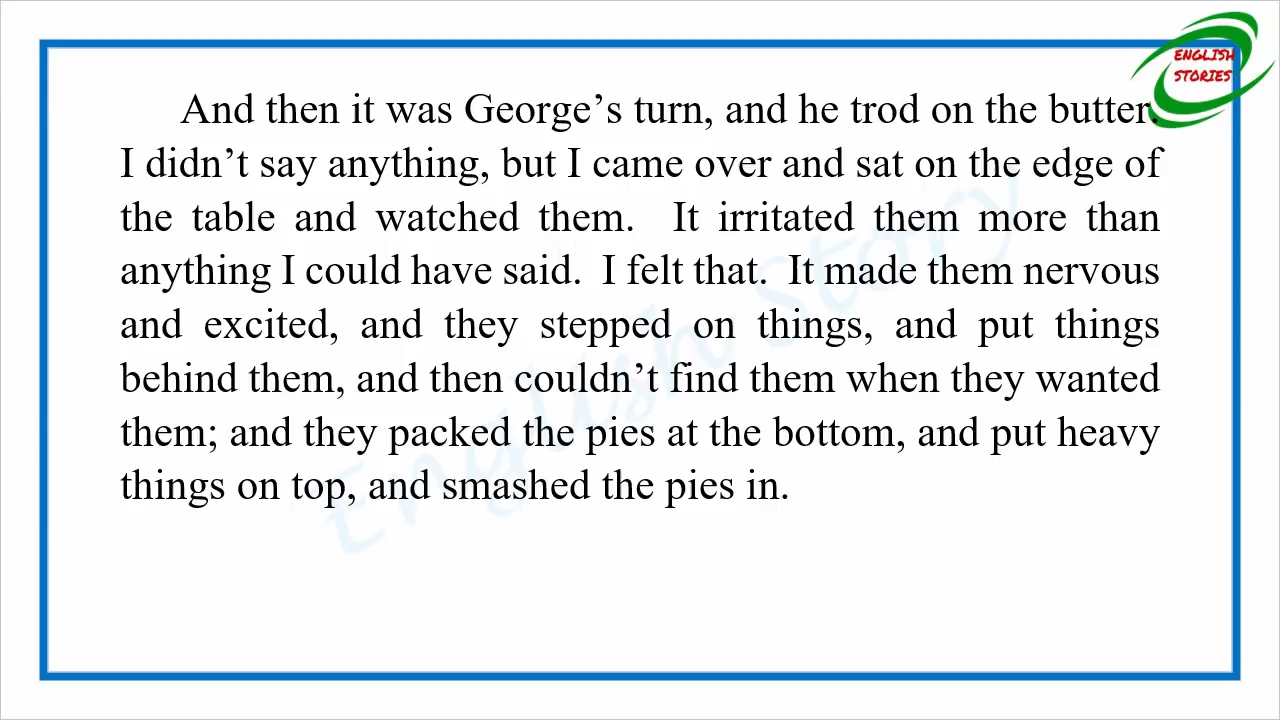 ENGLISH
STORIES
And then it was George’s turn, and he trod on the butter.
I didn’t say anything, but I came over and sat on the edge of
the table and watched them.  It irritated them more than
anything I could have said.  I felt that.  It made them nervous
and excited, and they stepped on things, and put things
behind them, and then couldn’t find them when they wanted
them; and they packed the pies at the bottom, and put heavy
things on top, and smashed the pies in.
English Story